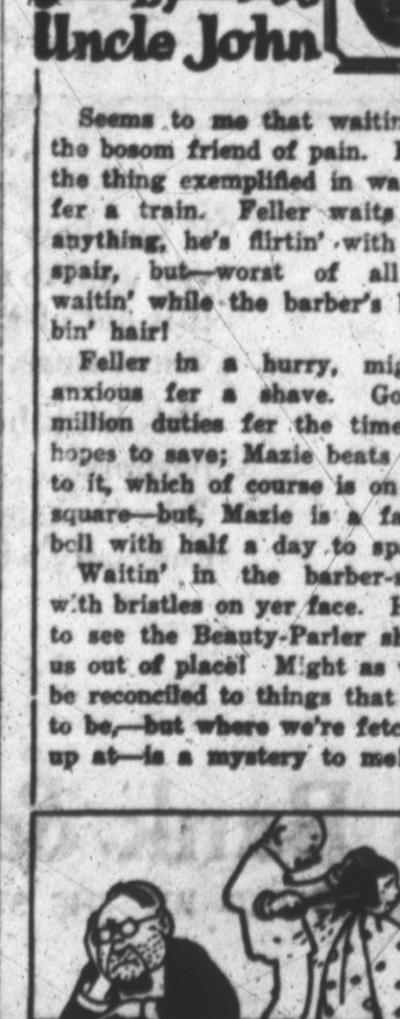 by
Uncle John
Seems to me that waitin
the bosom friend of pain.
the thing exemplified in wa
fer a train. Feller waits
anything, he's flirtin' with
spair, but—worst of all
waitin' while the barber's
bin' hair!
Feller in a hurry, mig
anxious fer a shave. Go
million duties fer the time
hopes to save; Mazie beats
to it, which of course is on
square—but, Mazie is a fa
bell with half a day to sp
Waitin' in the barber-s
with bristles on yer face. H
to see the Beauty-Parler sh
us out of place! Might as
be reconciled to things that
to be,—but where we're fetc
up at—is a mystery to me!